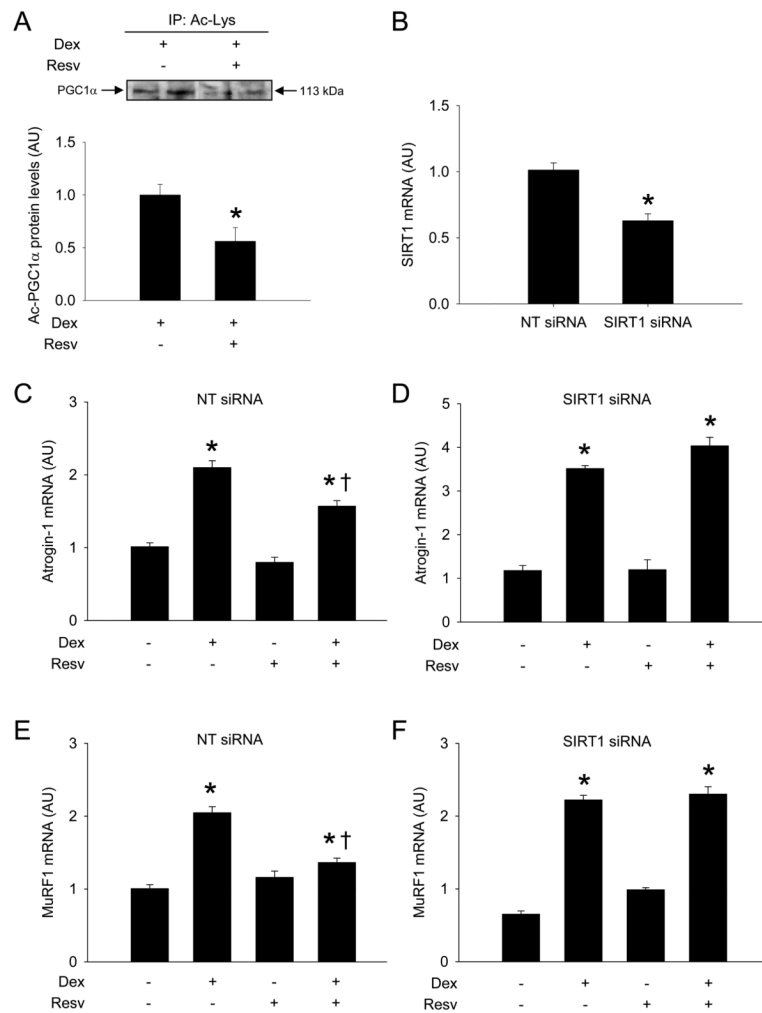 A
IP: Ac-Lys
Dex + +
Resv - +
PGC1α 113 kDa
Ac-PGC1α protein levels (AU)
1.5
1.0
0.5
0.0
*
Dex + +
Resv - +
B
SIRT1 mRNA (AU)
1.5
1.0
0.5
0.0
*
NT siRNA SIRT1 siRNA
C
NT siRNA
Atrogin-1 mRNA (AU)
3
2
1
0
*
* †
Dex - + - +
Resv - - + +
D
SIRT1 siRNA
Atrogin-1 mRNA (AU)
5
4
3
2
1
0
*
*
Dex - + - +
Resv - - + +
E
NT siRNA
MuRF1 mRNA (AU)
3
2
1
0
*
* †
Dex - + - +
Resv - - + +
F
SIRT1 siRNA
MuRF1 mRNA (AU)
3
2
1
0
*
*
Dex - + - +
Resv - - + +